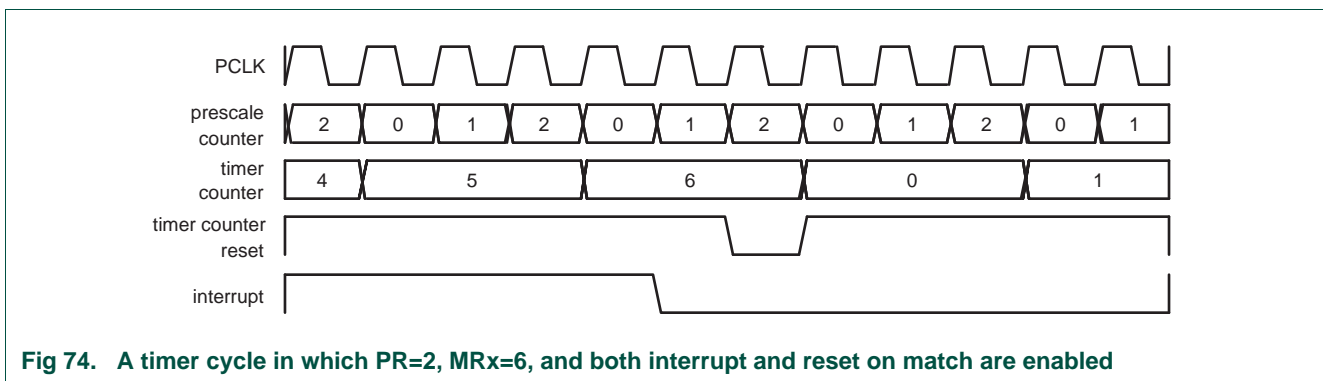 PCLK
prescale
counter
2 0 1 2 0 1 2 0 1 2 0 1
timer
counter
4 5 6 0 1
timer counter
reset
interrupt
Fig 74. A timer cycle in which PR=2, MRx=6, and both interrupt and reset on match are enabled